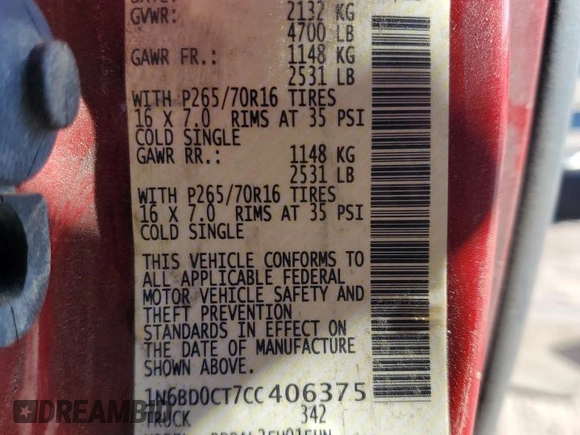 GVWR: 2132 KG
4700 LB
GAWR FR.: 1148 KG
2531 LB
WITH P265/70R16 TIRES
16 X 7.0 RIMS AT 35 PSI
COLD SINGLE
GAWR RR.: 1148 KG
2531 LB
WITH P265/70R16 TIRES
16 X 7.0 RIMS AT 35 PSI
COLD SINGLE
THIS VEHICLE CONFORMS TO
ALL APPLICABLE FEDERAL
MOTOR VEHICLE SAFETY AND
THEFT PREVENTION
STANDARDS IN EFFECT ON
THE DATE OF MANUFACTURE
SHOWN ABOVE.
1N6BD0CT7CC406375
TRUCK 342